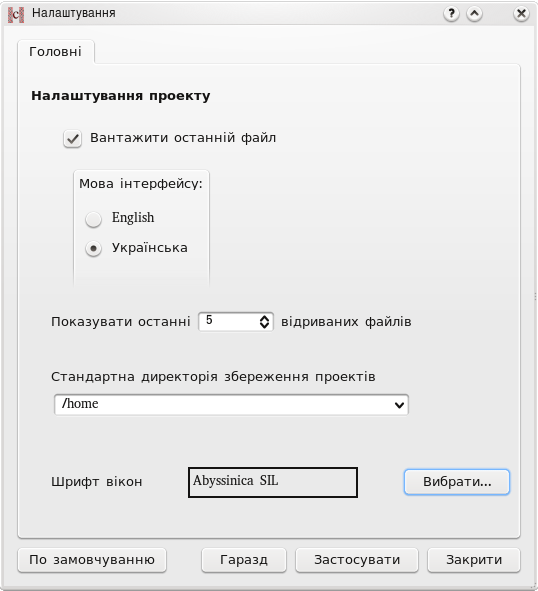 Налаштування
Головні
Налаштування проекту
Вантажити останній файл
Мова інтерфейсу:
English
Українська
Показувати останні 5 відриваних файлів
Стандартна директорія збереження проектів
/home
Шрифт вікон Abyssinica SIL Вибрати...
По замовчуванню Гаразд Застосувати Закрити